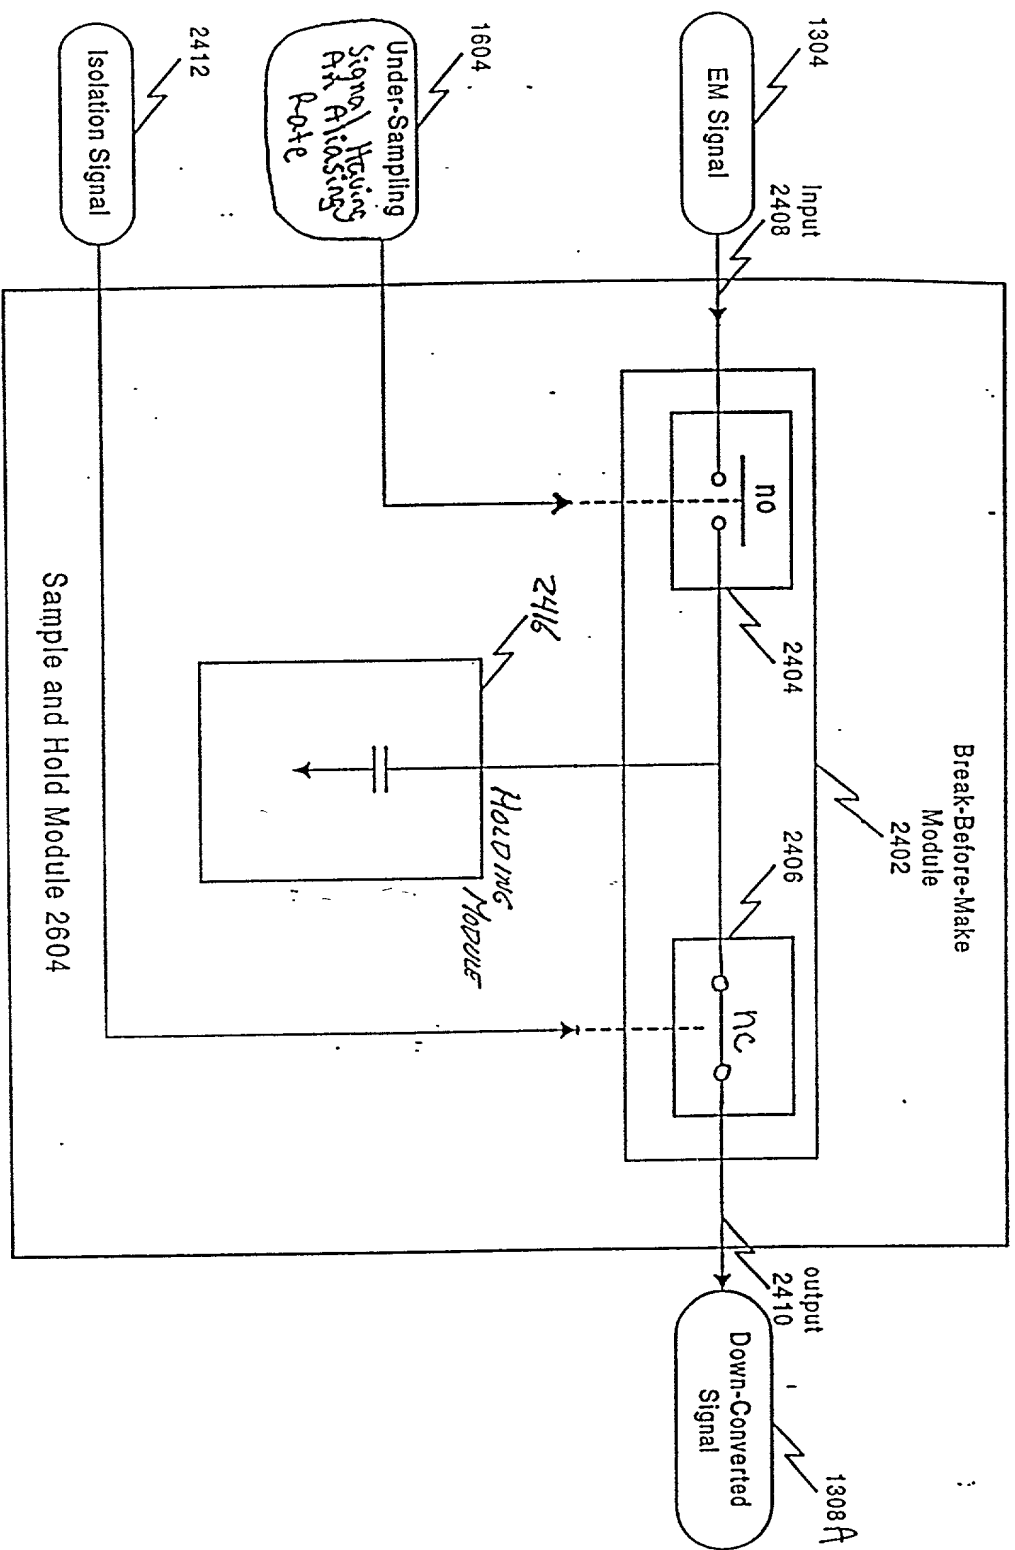 1304
EM Signal
Input
2408
1604
Under-Sampling
Signal Having
An Aliasing
Rate
2412
Isolation Signal
Break-Before-Make
Module
2402
no
2404
2406
nc
2416
HOLDING
MODULE
Sample and Hold Module 2604
output
2410
Down-Converted
Signal
1308A